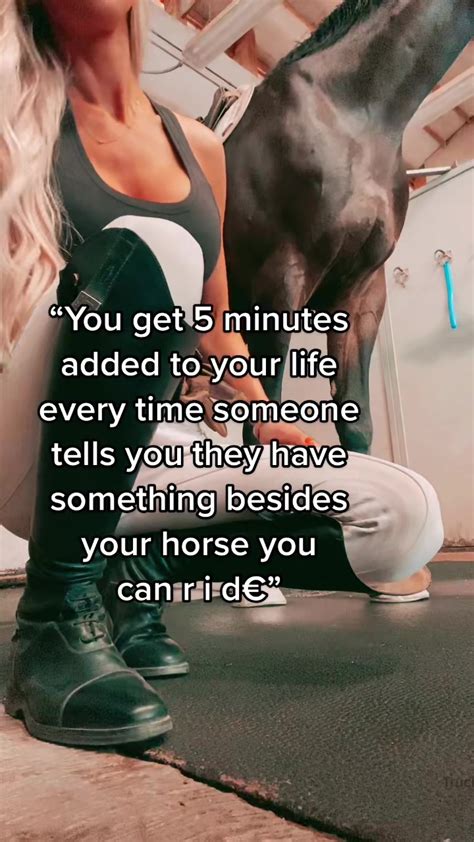 “You get 5 minutes
added to your life
every time someone
tells you they have
something besides
your horse you
can r i d€”